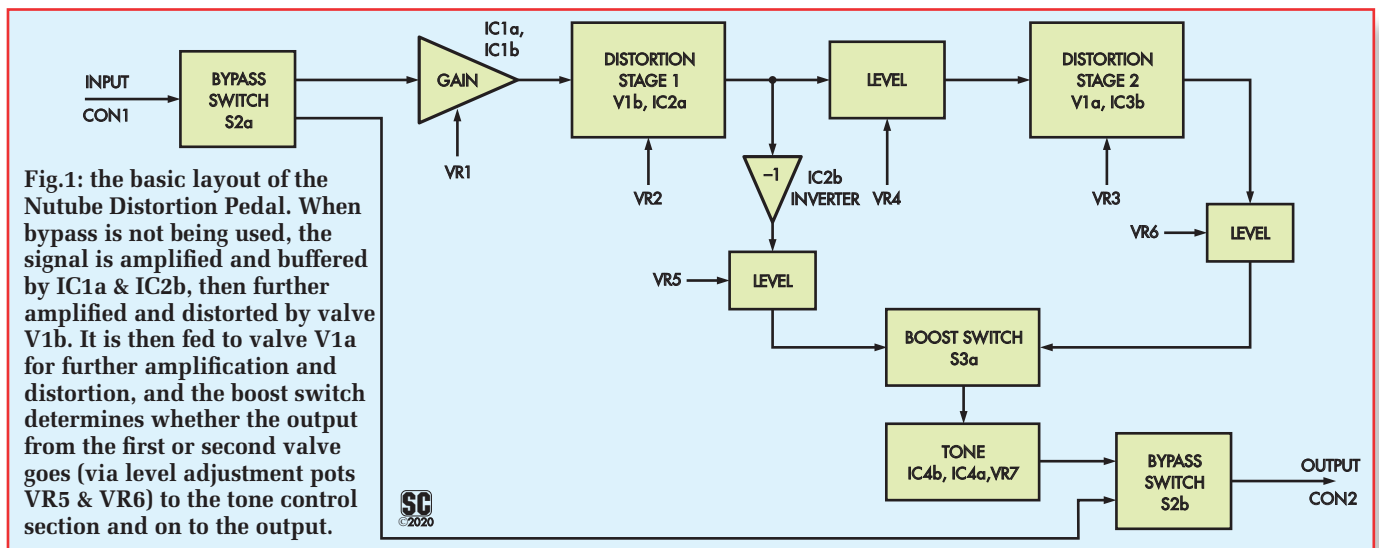 INPUT
CON1
BYPASS
SWITCH
S2a
GAIN
IC1a,
IC1b
VR1
DISTORTION
STAGE 1
V1b, IC2a
VR2
–1
IC2b
INVERTER
LEVEL
VR4
DISTORTION
STAGE 2
V1a, IC3b
VR3
VR5
LEVEL
VR6
LEVEL
BOOST SWITCH
S3a
TONE
IC4b, IC4a,VR7
BYPASS
SWITCH
S2b
OUTPUT
CON2
Fig.1: the basic layout of the
Nutube Distortion Pedal. When
bypass is not being used, the
signal is amplified and buffered
by IC1a & IC2b, then further
amplified and distorted by valve
V1b. It is then fed to valve V1a
for further amplification and
distortion, and the boost switch
determines whether the output
from the first or second valve
goes (via level adjustment pots
VR5 & VR6) to the tone control
section and on to the output.
SC
©2020